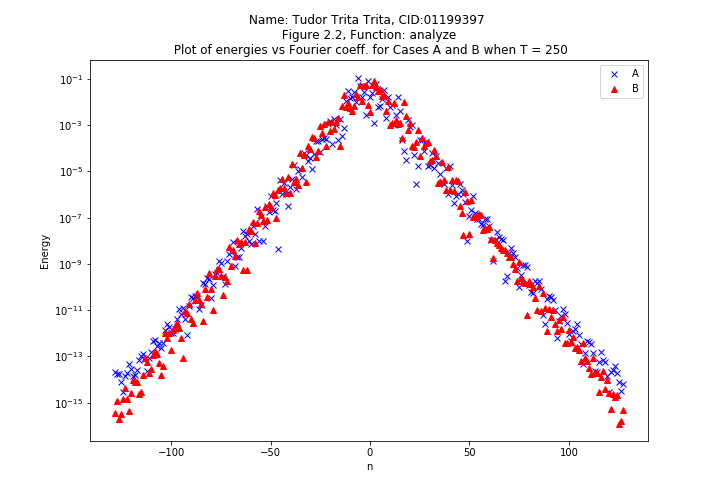 Name: Tudor Trita Trita, CID:01199397
Figure 2.2, Function: analyze
Plot of energies vs Fourier coeff. for Cases A and B when T = 250
A
B
10⁻¹
10⁻³
10⁻⁵
10⁻⁷
10⁻⁹
10⁻¹¹
10⁻¹³
10⁻¹⁵
Energy
−100
−50
0
50
100
n